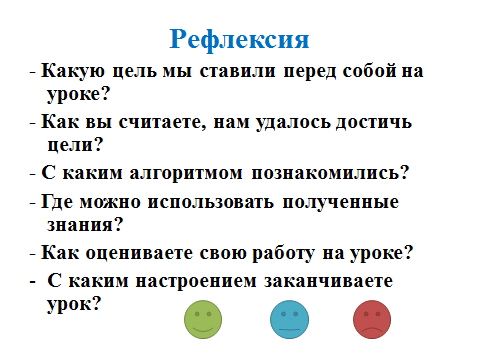 Рефлексия
- Какую цель мы ставили перед собой на
уроке?
- Как вы считаете, нам удалось достичь
цели?
- С каким алгоритмом познакомились?
- Где можно использовать полученные
знания?
- Как оцениваете свою работу на уроке?
- С каким настроением заканчиваете
урок?